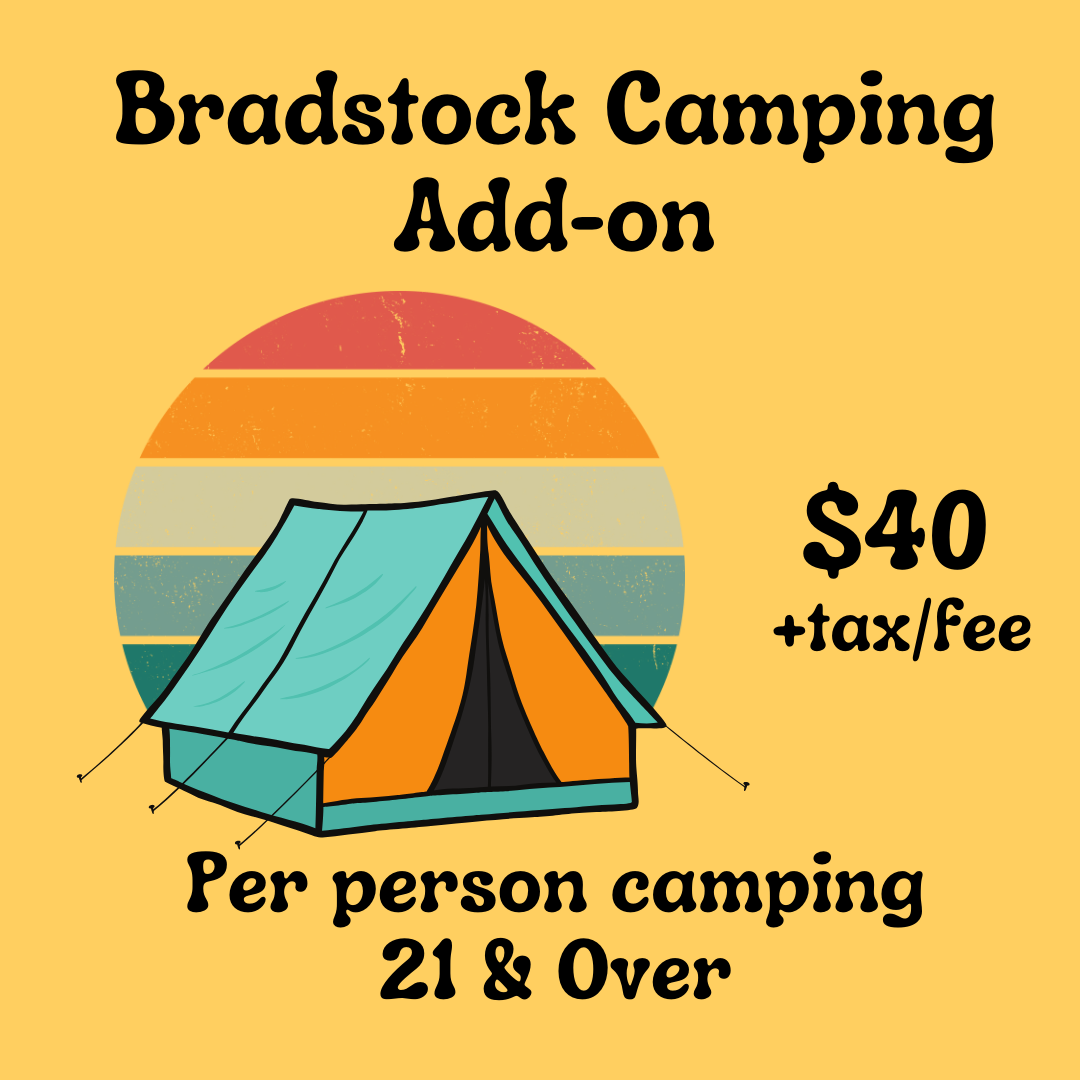 Bradstock Camping
Add-on
$40
+tax/fee
Per person camping
21 & Over